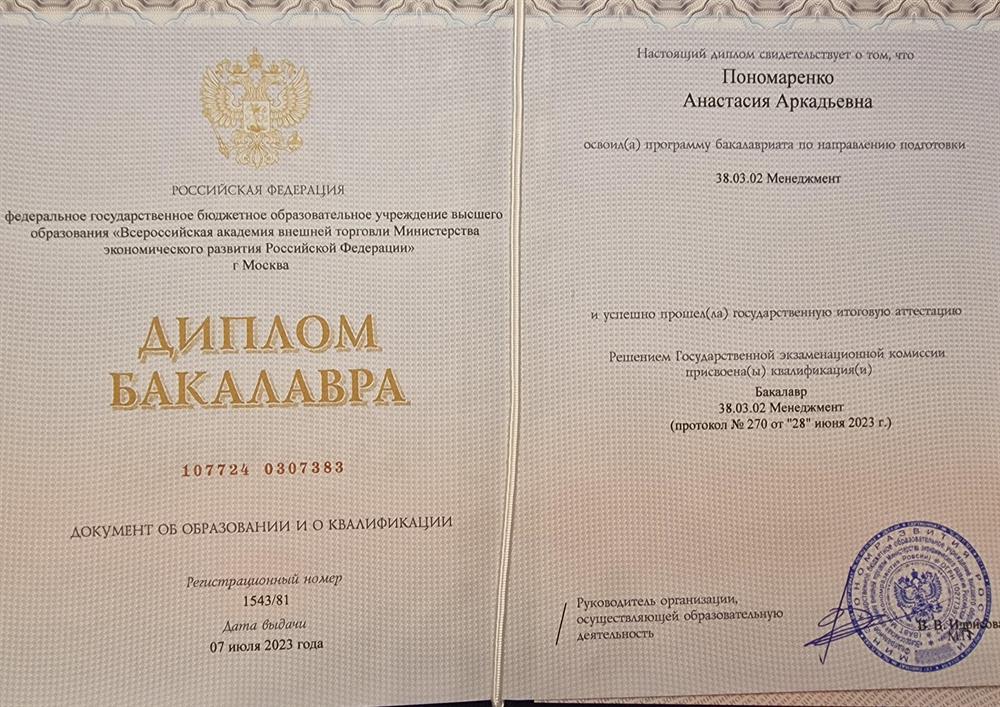 РОССИЙСКАЯ ФЕДЕРАЦИЯ
федеральное государственное бюджетное образовательное учреждение высшего
образования «Всероссийская академия внешней торговли Министерства
экономического развития Российской Федерации»
г Москва
ДИПЛОМ
БАКАЛАВРА
107724 0307383
ДОКУМЕНТ ОБ ОБРАЗОВАНИИ И О КВАЛИФИКАЦИИ
Регистрационный номер
1543/81
Дата выдачи
07 июля 2023 года
Настоящий диплом свидетельствует о том, что
Пономаренко
Анастасия Аркадьевна
освоил(а) программу бакалавриата по направлению подготовки
38.03.02 Менеджмент
и успешно прошел(ла) государственную итоговую аттестацию
Решением Государственной экзаменационной комиссии
присвоена(ы) квалификация(и)
Бакалавр
38.03.02 Менеджмент
(протокол № 270 от "28" июня 2023 г.)
Руководитель организации,
осуществляющей образовательную
деятельность
В. В. Идрисова
М.П.